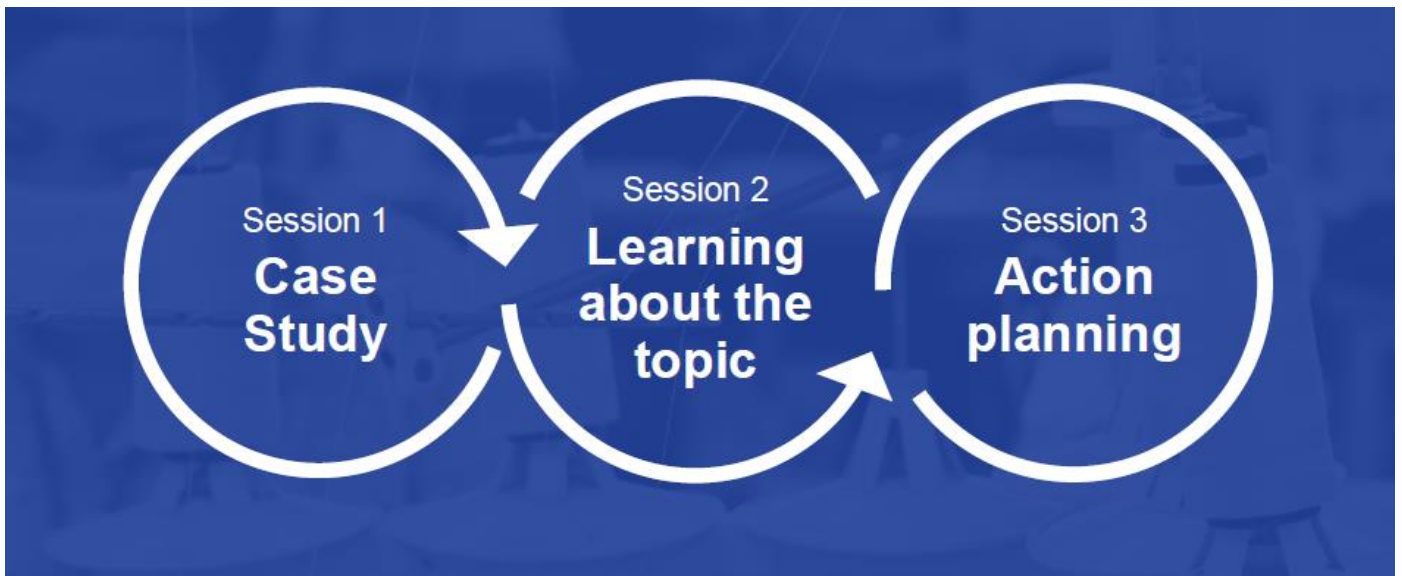 Session 1
Case
Study
Session 2
Learning
about the
topic
Session 3
Action
planning